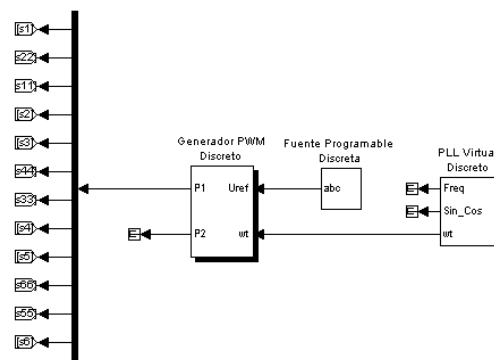 [s1]
s22
s11
[s2]
[s3]
s44
s33
[s4]
[s5]
s66
s55
[s6]
Generador PWM
Discreto
P1
Uref
P2
wt
Fuente Programable
Discreta
abc
PLL Virtual
Discreto
Freq
Sin_Cos
wt